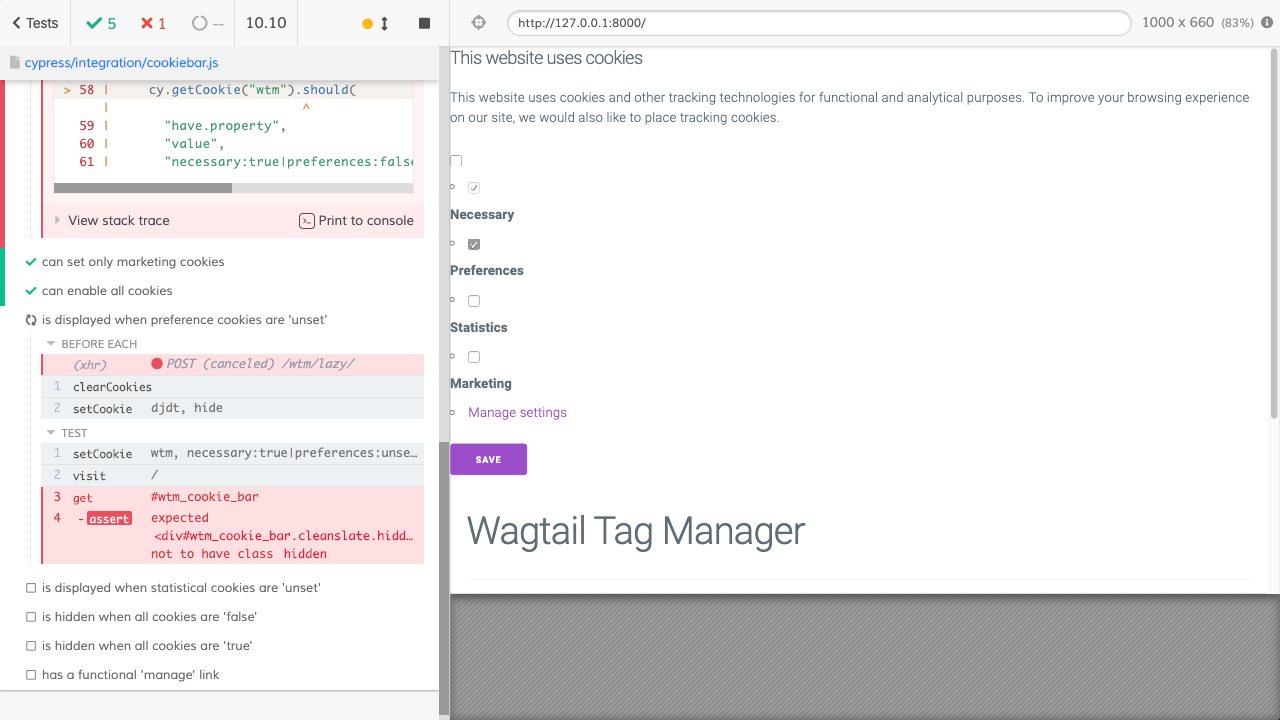 Tests
5
1
--
10.10
http://127.0.0.1:8000/
1000 x 660 (83%)
cypress/integration/cookiebar.js
> 58 | cy.getCookie("wtm").should(
| ^
59 | "have.property",
60 | "value",
61 | "necessary:true|preferences:false
View stack trace
Print to console
can set only marketing cookies
can enable all cookies
is displayed when preference cookies are 'unset'
BEFORE EACH
(xhr) POST (canceled) /wtm/lazy/
1 clearCookies
2 setCookie djdt, hide
TEST
1 setCookie wtm, necessary:true|preferences:unse…
2 visit /
3 get #wtm_cookie_bar
4 -assert expected
<div#wtm_cookie_bar.cleanslate.hidd…
not to have class hidden
is displayed when statistical cookies are 'unset'
is hidden when all cookies are 'false'
is hidden when all cookies are 'true'
has a functional 'manage' link
This website uses cookies
This website uses cookies and other tracking technologies for functional and analytical purposes. To improve your browsing experience
on our site, we would also like to place tracking cookies.
Necessary
Preferences
Statistics
Marketing
Manage settings
SAVE
Wagtail Tag Manager